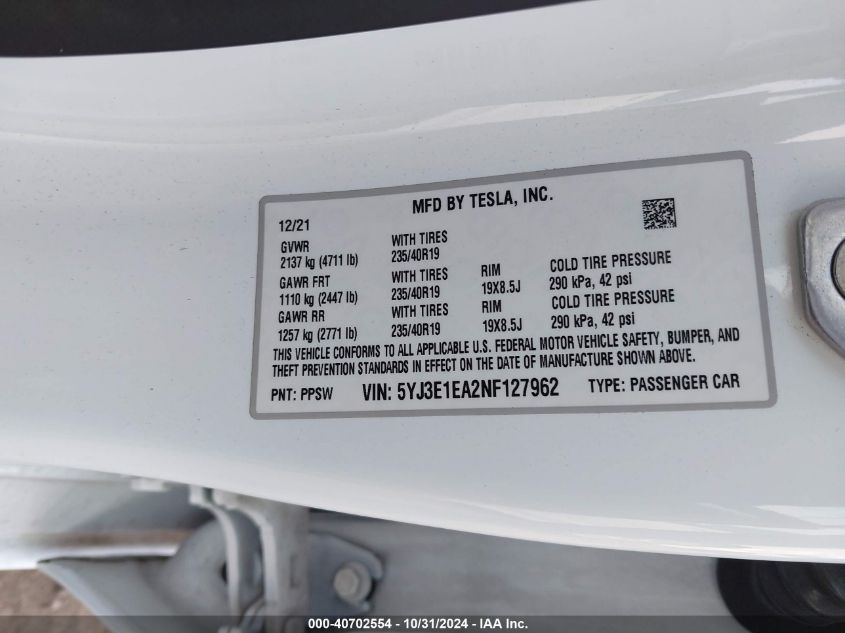 MFD BY TESLA, INC.
12/21
GVWR WITH TIRES
2137 kg (4711 lb) 235/40R19
GAWR FRT WITH TIRES RIM COLD TIRE PRESSURE
1110 kg (2447 lb) 235/40R19 19X8.5J 290 kPa, 42 psi
GAWR RR WITH TIRES RIM COLD TIRE PRESSURE
1257 kg (2771 lb) 235/40R19 19X8.5J 290 kPa, 42 psi
THIS VEHICLE CONFORMS TO ALL APPLICABLE U.S. FEDERAL MOTOR VEHICLE SAFETY, BUMPER, AND
THEFT PREVENTION STANDARDS IN EFFECT ON THE DATE OF MANUFACTURE SHOWN ABOVE.
PNT: PPSW VIN: 5YJ3E1EA2NF127962 TYPE: PASSENGER CAR
000-40702554 - 10/31/2024 - IAA Inc.